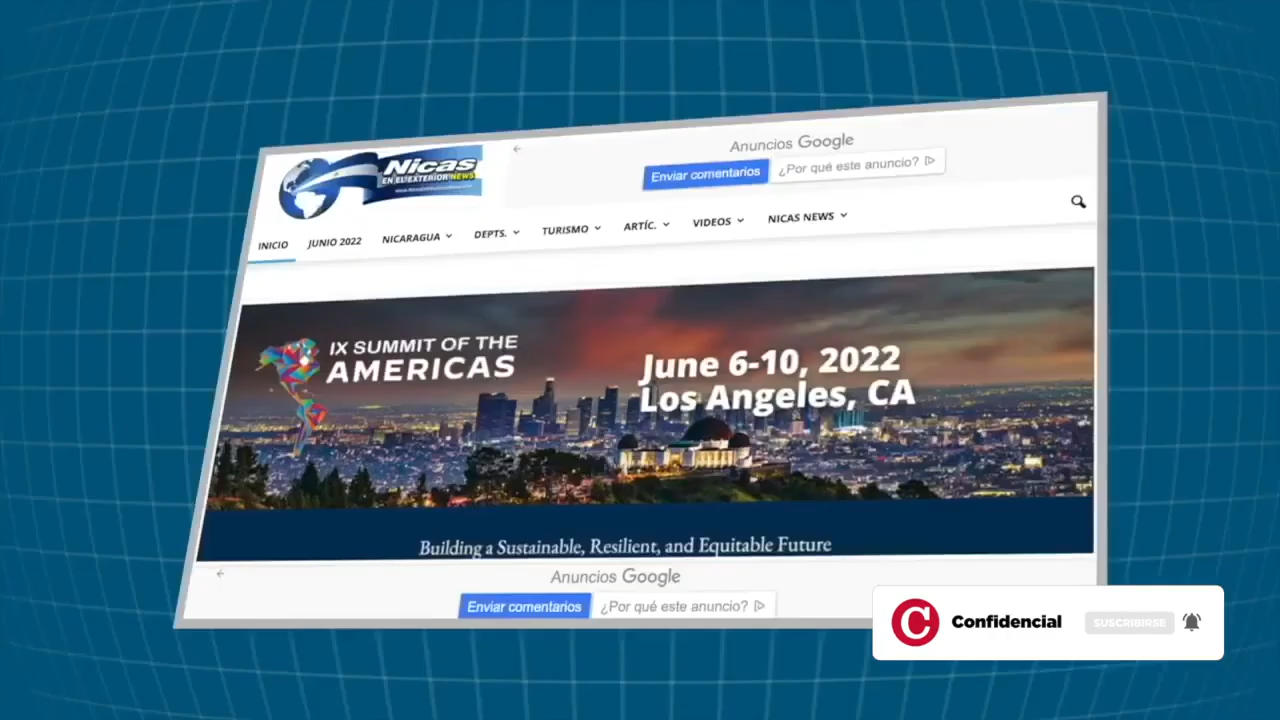 Anuncios Google
Enviar comentarios
¿Por qué este anuncio?
Nicas
EN EL EXTERIOR NEWS
INICIO
JUNIO 2022
NICARAGUA
DEPTS.
TURISMO
ARTÍC.
VIDEOS
NICAS NEWS
IX SUMMIT OF THE
AMERICAS
June 6-10, 2022
Los Angeles, CA
Building a Sustainable, Resilient, and Equitable Future
Anuncios Google
Enviar comentarios
¿Por qué este anuncio?
C
Confidencial
SUSCRIBIRSE